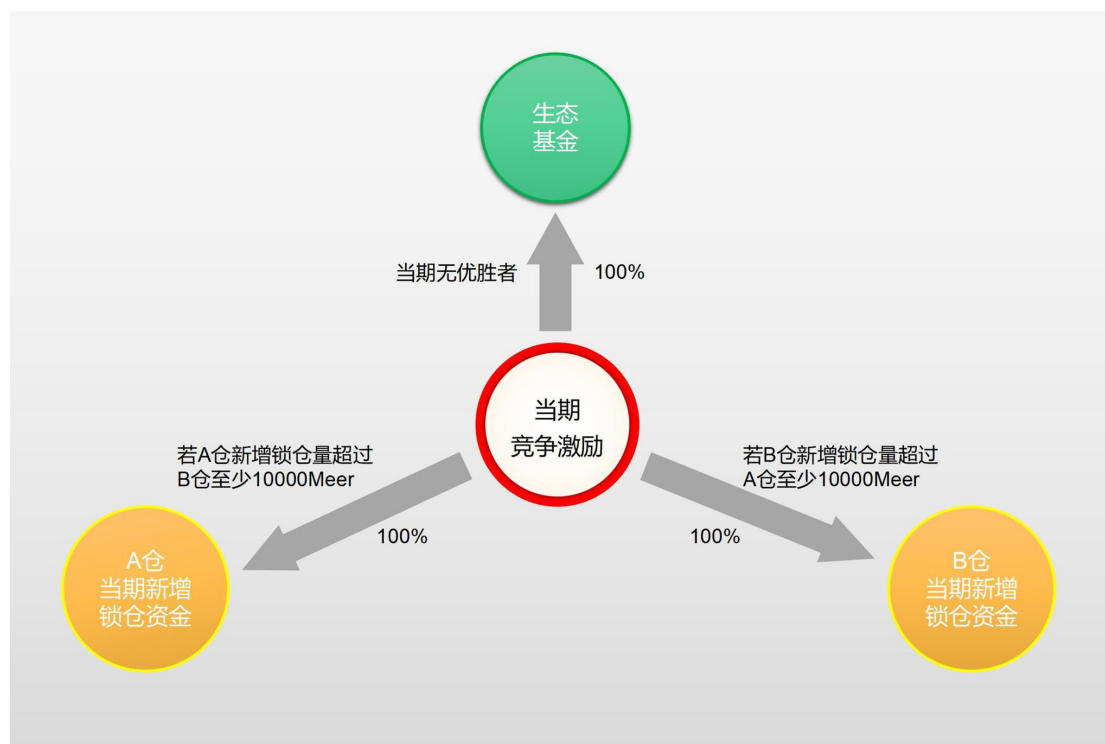 生态
基金
当期无优胜者
100%
当期
竞争激励
若A仓新增锁仓量超过
B仓至少10000Meer
100%
若B仓新增锁仓量超过
A仓至少10000Meer
100%
A仓
当期新增
锁仓资金
B仓
当期新增
锁仓资金